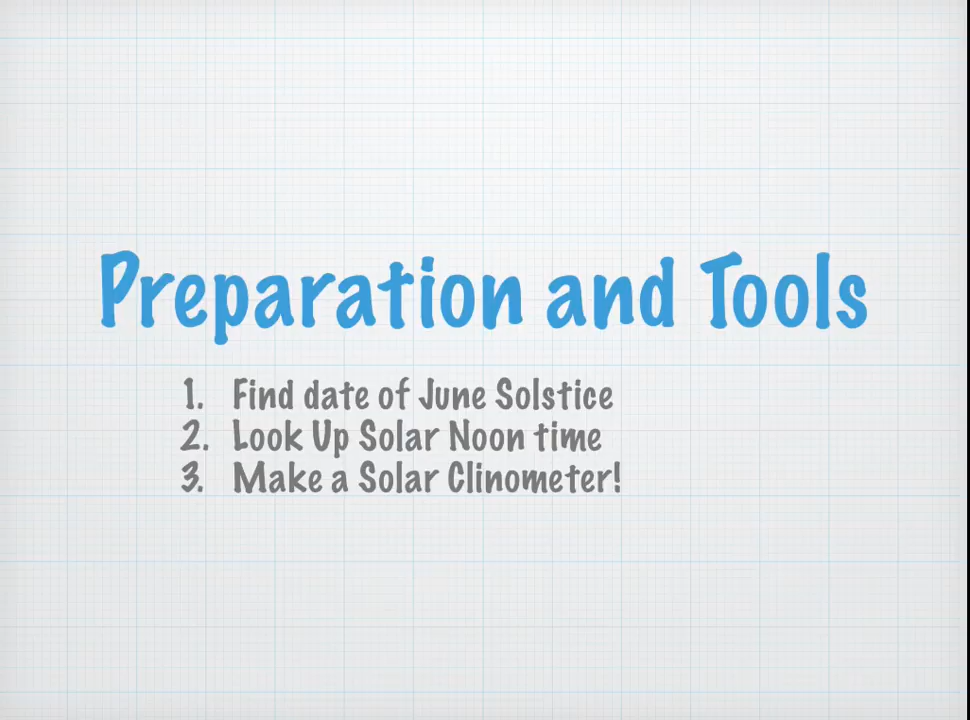 Preparation and Tools
1. Find date of June Solstice
2. Look Up Solar Noon time
3. Make a Solar Clinometer!